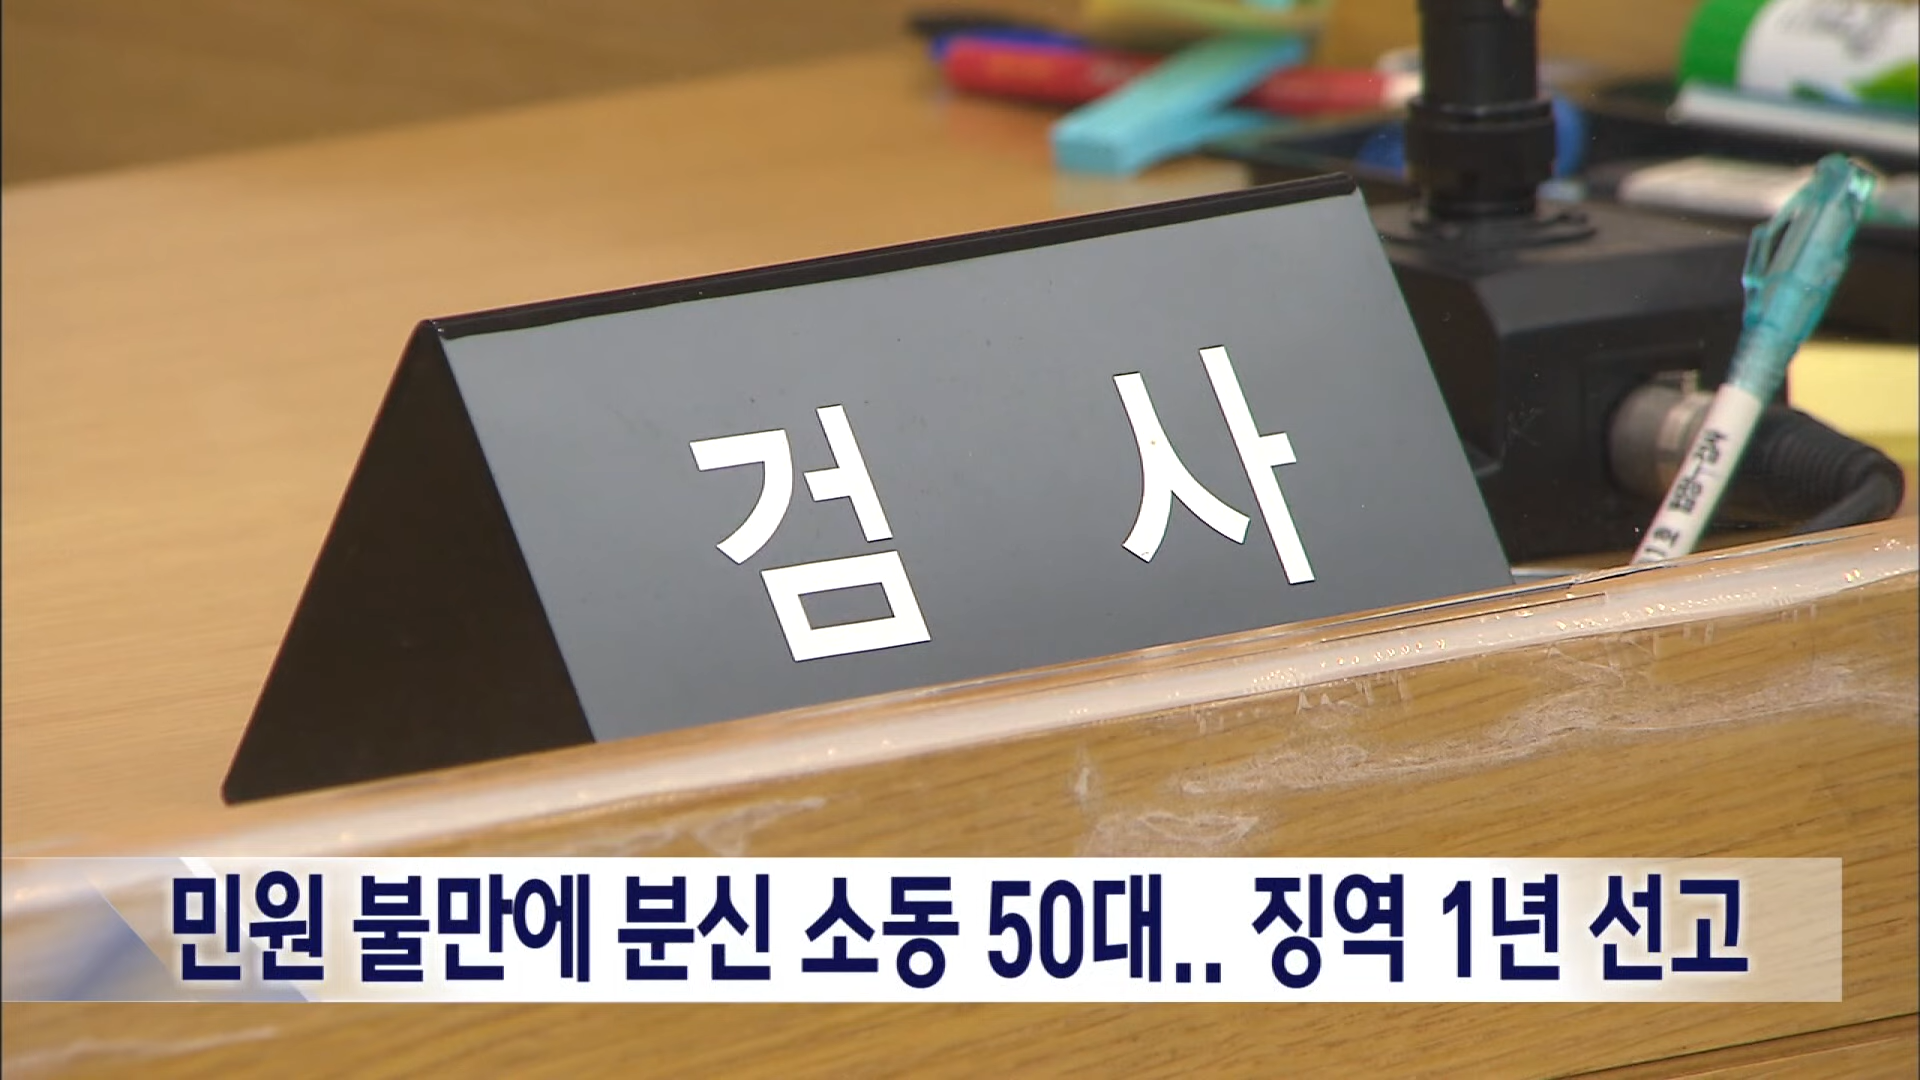 검 사
민원 불만에 분신 소동 50대.. 징역 1년 선고